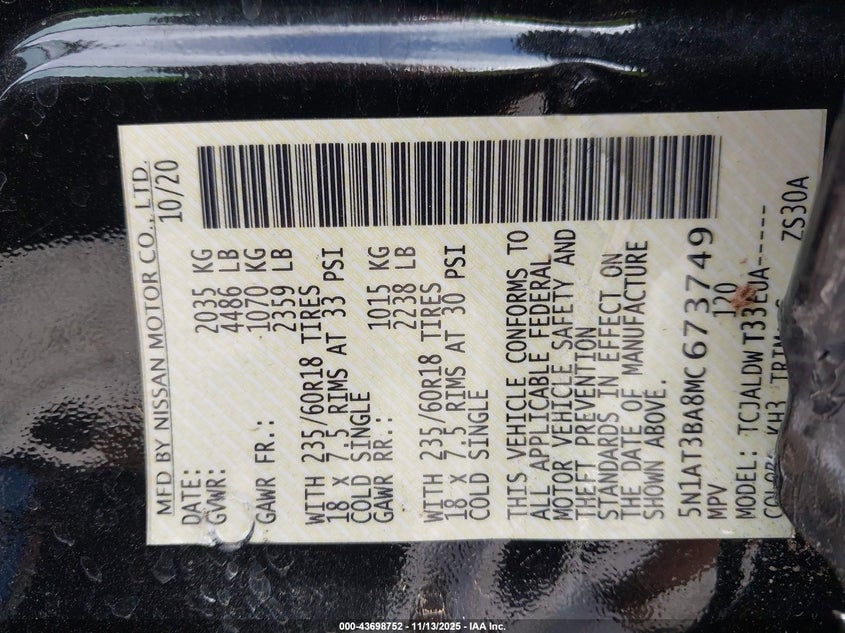 MFD BY NISSAN MOTOR CO., LTD.
DATE: 10/20
GVWR: 2035 KG
4486 LB
GAWR FR.: 1070 KG
2359 LB
WITH 235/60R18 TIRES
18 X 7.5 RIMS AT 33 PSI
COLD SINGLE
GAWR RR.: 1015 KG
2238 LB
WITH 235/60R18 TIRES
18 X 7.5 RIMS AT 30 PSI
COLD SINGLE
THIS VEHICLE CONFORMS TO
ALL APPLICABLE FEDERAL
MOTOR VEHICLE SAFETY AND
THEFT PREVENTION
STANDARDS IN EFFECT ON
THE DATE OF MANUFACTURE
SHOWN ABOVE.
5N1AT3BA8MC673749
MPV 120
MODEL: TCJALDW T33EUA-----
COLOR: KH3 TRIM: ZS30A
000-43698752 - 11/13/2025 - IAA Inc.